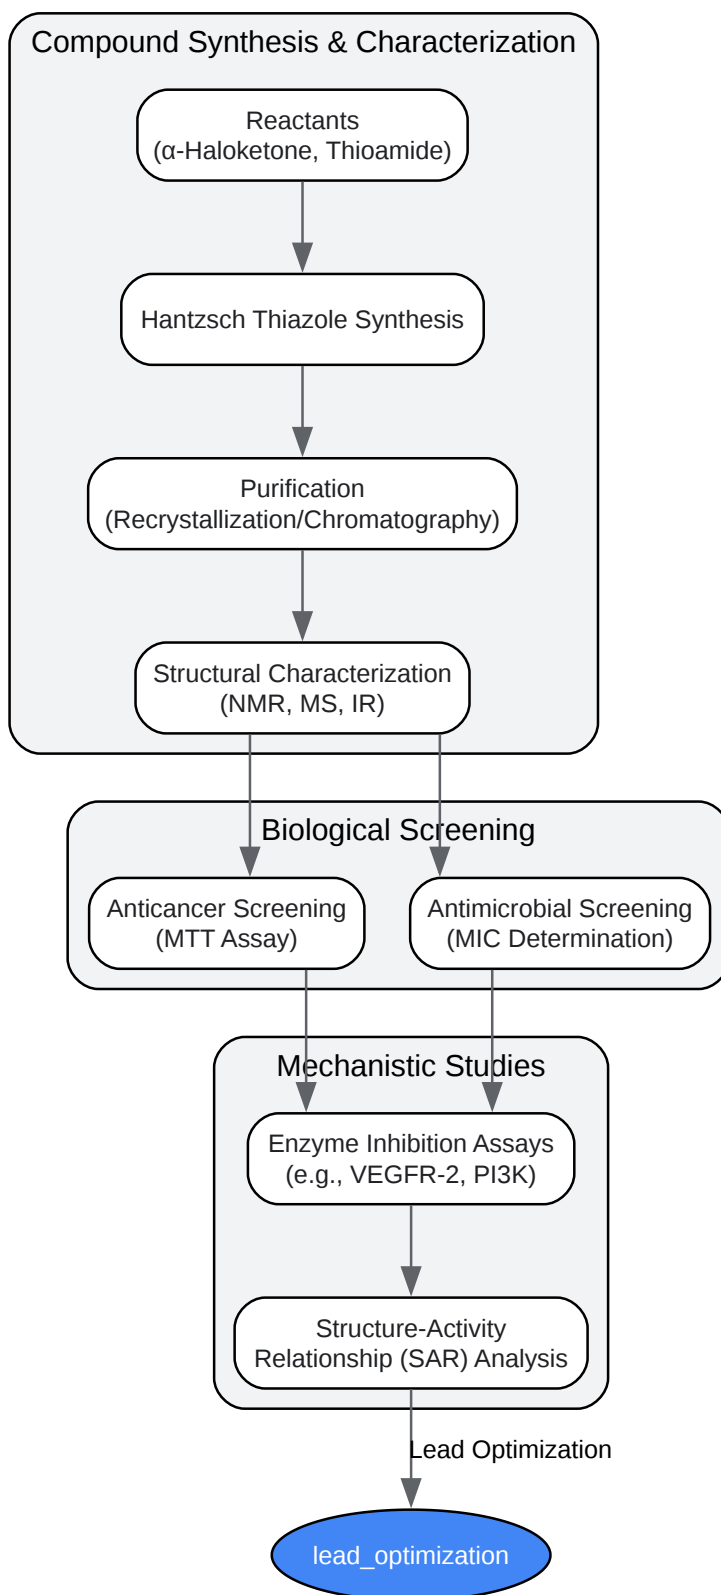 Compound Synthesis & Characterization
Reactants
(α-Haloketone, Thioamide)
Hantzsch Thiazole Synthesis
Purification
(Recrystallization/Chromatography)
Structural Characterization
(NMR, MS, IR)
Biological Screening
Anticancer Screening
(MTT Assay)
Antimicrobial Screening
(MIC Determination)
Mechanistic Studies
Enzyme Inhibition Assays
(e.g., VEGFR-2, PI3K)
Structure-Activity
Relationship (SAR) Analysis
Lead Optimization
lead_optimization